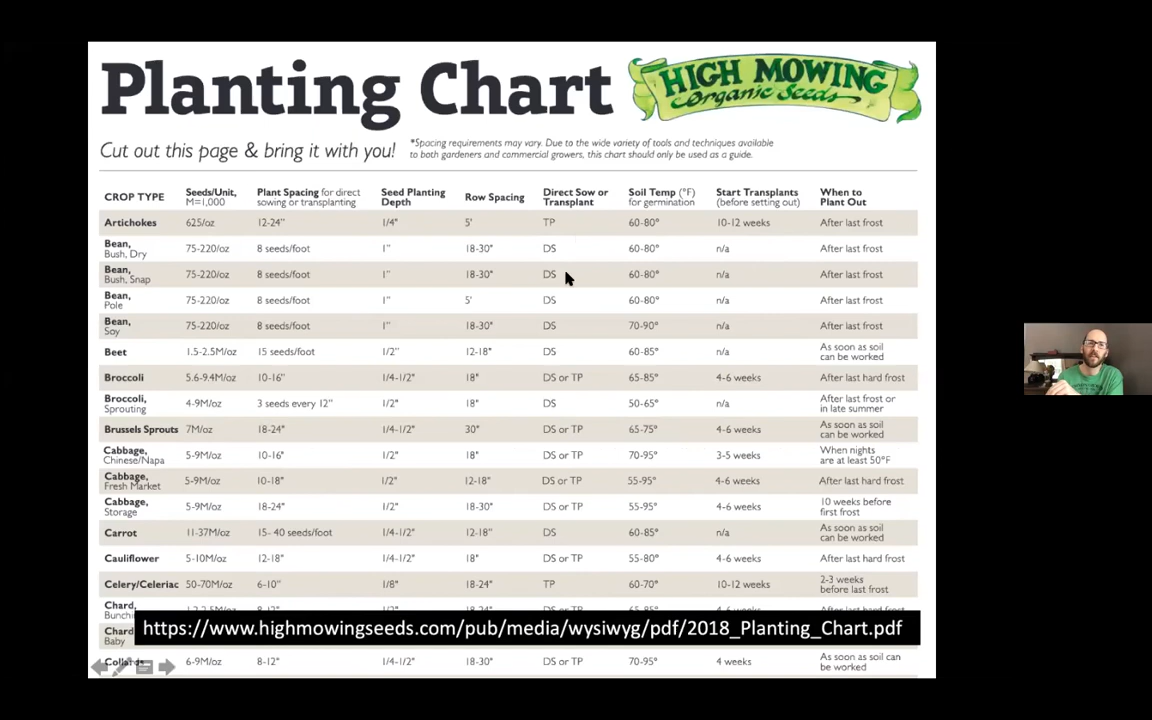 Planting Chart
HIGH MOWING
Organic Seeds
Cut out this page & bring it with you!
*Spacing requirements may vary. Due to the wide variety of tools and techniques available
to both gardeners and commercial growers, this chart should only be used as a guide.
CROP TYPE Seeds/Unit, M=1,000 Plant Spacing for direct sowing or transplanting Seed Planting Depth Row Spacing Direct Sow or Transplant Soil Temp (°F) for germination Start Transplants (before setting out) When to Plant Out
Artichokes 625/oz 12-24" 1/4" 5' TP 60-80° 10-12 weeks After last frost
Bean, Bush, Dry 75-220/oz 8 seeds/foot 1" 18-30" DS 60-80° n/a After last frost
Bean, Bush, Snap 75-220/oz 8 seeds/foot 1" 18-30" DS 60-80° n/a After last frost
Bean, Pole 75-220/oz 8 seeds/foot 1" 5' DS 60-80° n/a After last frost
Bean, Soy 75-220/oz 8 seeds/foot 1" 18-30" DS 70-90° n/a After last frost
Beet 1.5-2.5M/oz 15 seeds/foot 1/2" 12-18" DS 60-85° n/a As soon as soil can be worked
Broccoli 5.6-9.4M/oz 10-16" 1/4-1/2" 18" DS or TP 65-85° 4-6 weeks After last hard frost
Broccoli, Sprouting 4-9M/oz 3 seeds every 12" 1/2" 18" DS 50-65° n/a After last frost or in late summer
Brussels Sprouts 7M/oz 18-24" 1/4-1/2" 30" DS or TP 65-75° 4-6 weeks As soon as soil can be worked
Cabbage, Chinese/Napa 5-9M/oz 10-16" 1/2" 18" DS or TP 70-95° 3-5 weeks When nights are at least 50°F
Cabbage, Fresh Market 5-9M/oz 10-18" 1/2" 12-18" DS or TP 55-95° 4-6 weeks After last hard frost
Cabbage, Storage 5-9M/oz 18-24" 1/2" 18-30" DS or TP 55-95° 4-6 weeks 10 weeks before first frost
Carrot 11-37M/oz 15- 40 seeds/foot 1/4-1/2" 12-18" DS 60-85° n/a As soon as soil can be worked
Cauliflower 5-10M/oz 12-18" 1/4-1/2" 18" DS or TP 55-80° 4-6 weeks After last hard frost
Celery/Celeriac 50-70M/oz 6-10" 1/8" 18-24" TP 60-70° 10-12 weeks 2-3 weeks before last frost
Chard,
https://www.highmowingseeds.com/pub/media/wysiwyg/pdf/2018_Planting_Chart.pdf
Baby
Collards 6-9M/oz 8-12" 1/4-1/2" 18-30" DS or TP 70-95° 4 weeks As soon as soil can be worked